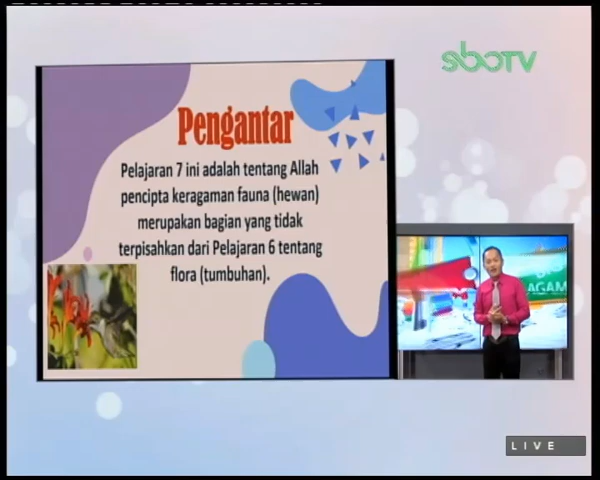 sboTV
Pengantar
Pelajaran 7 ini adalah tentang Allah
pencipta keragaman fauna (hewan)
merupakan bagian yang tidak
terpisahkan dari Pelajaran 6 tentang
flora (tumbuhan).
AGAM
LIVE